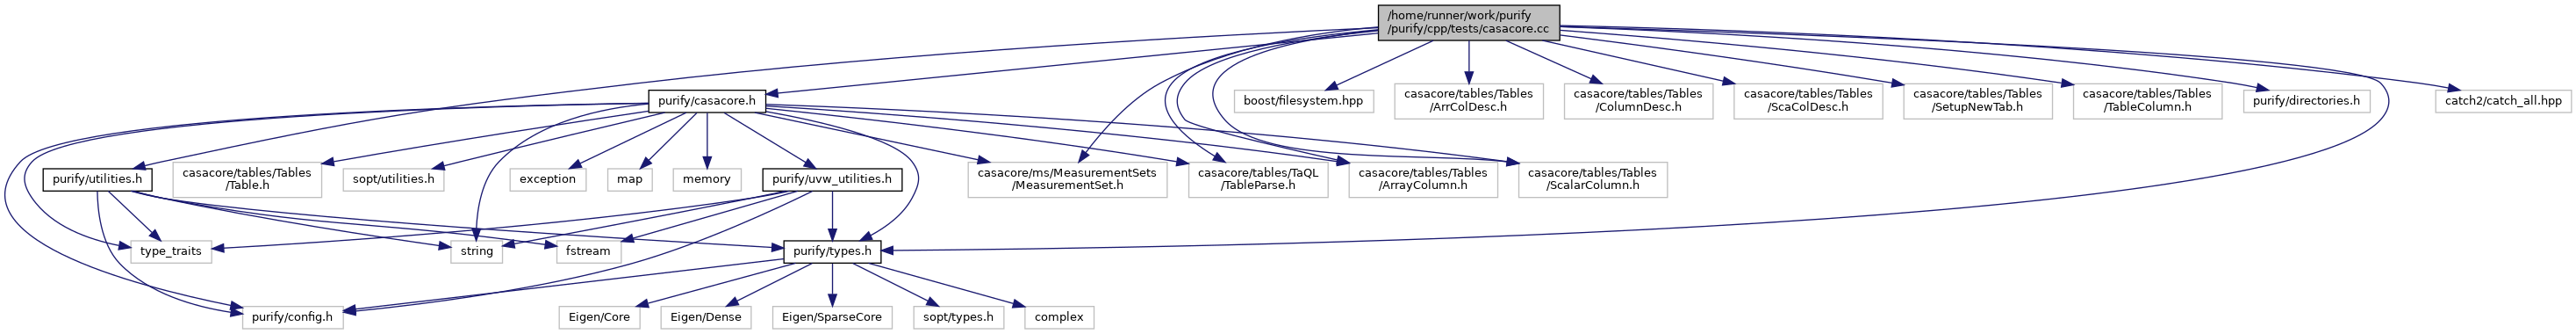 /home/runner/work/purify
/purify/cpp/tests/casacore.cc
purify/casacore.h
boost/filesystem.hpp
casacore/tables/Tables
/ArrColDesc.h
casacore/tables/Tables
/ColumnDesc.h
casacore/tables/Tables
/ScaColDesc.h
casacore/tables/Tables
/SetupNewTab.h
casacore/tables/Tables
/TableColumn.h
purify/directories.h
catch2/catch_all.hpp
purify/utilities.h
casacore/tables/Tables
/Table.h
sopt/utilities.h
exception
map
memory
purify/uvw_utilities.h
casacore/ms/MeasurementSets
/MeasurementSet.h
casacore/tables/TaQL
/TableParse.h
casacore/tables/Tables
/ArrayColumn.h
casacore/tables/Tables
/ScalarColumn.h
type_traits
string
fstream
purify/types.h
purify/config.h
Eigen/Core
Eigen/Dense
Eigen/SparseCore
sopt/types.h
complex